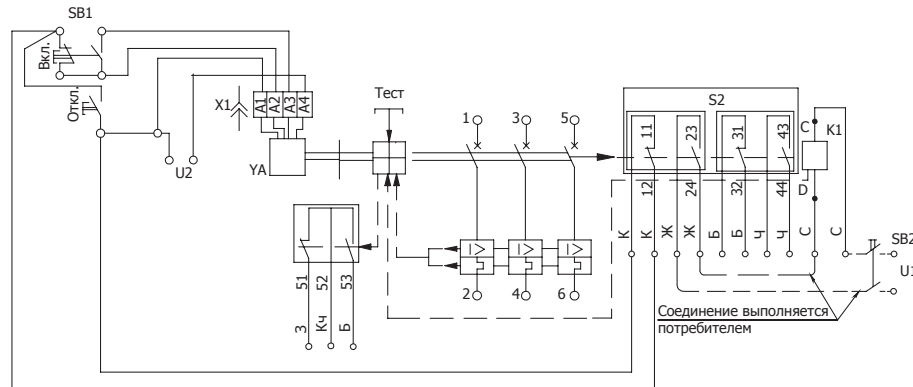 SB1
Вкл.
Откл.
X1
A1 A2 A3 A4
YA
U2
Тест
1 3 5
I> I> I>
2 4 6
51 52 53
З Кч Б
S2
11 23 31 43
12 24 32 44
C K1
D
К К Ж Ж Б Б Ч Ч С С
SB2
U1
Соединение выполняется
потребителем